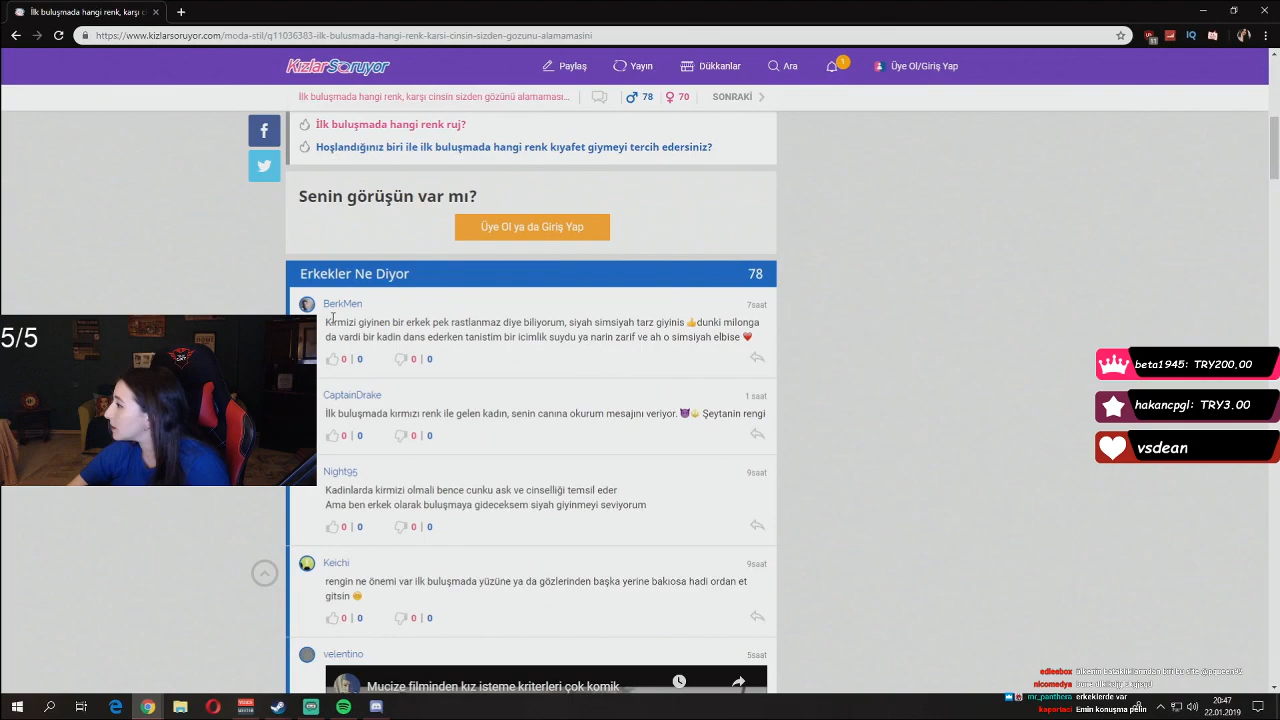 İlk buluşmada hangi renk, karşı c
https://www.kizlarsoruyor.com/moda-stil/q11036383-ilk-bulusmada-hangi-renk-karsi-cinsin-sizden-gozunu-alamamasini
KızlarSoruyor
Paylaş
Yayın
Dükkanlar
Ara
1
Üye Ol/Giriş Yap
İlk buluşmada hangi renk, karşı cinsin sizden gözünü alamaması...
78
70
SONRAKİ
İlk buluşmada hangi renk ruj?
Hoşlandığınız biri ile ilk buluşmada hangi renk kıyafet giymeyi tercih edersiniz?
Senin görüşün var mı?
Üye Ol ya da Giriş Yap
Erkekler Ne Diyor
78
BerkMen
7saat
Kirmizi giyinen bir erkek pek rastlanmaz diye biliyorum, siyah simsiyah tarz giyinis 👍dunki milonga
da vardi bir kadin dans ederken tanistim bir icimlik suydu ya narin zarif ve ah o simsiyah elbise ❤️
0 | 0
0 | 0
CaptainDrake
1 saat
İlk buluşmada kırmızı renk ile gelen kadın, senin canına okurum mesajını veriyor. 😈 Şeytanin rengi
0 | 0
0 | 0
Night95
9saat
Kadinlarda kirmizi olmali bence cunku ask ve cinselliği temsil eder
Ama ben erkek olarak buluşmaya gideceksem siyah giyinmeyi seviyorum
0 | 0
0 | 0
Keichi
9saat
rengin ne önemi var ilk buluşmada yüzüne ya da gözlerinden başka yerine bakıosa hadi ordan et
gitsin
0 | 0
0 | 0
velentino
5saat
Mucize filminden kız isteme kriterleri çok komik
5/5
beta1945: TRY200.00
hakancpgl: TRY3.00
vsdean
edleebox
nicomedya
mr_panthera erkeklerde var
kaportaci Emin konuşma pelin
20:47
22.01.2019